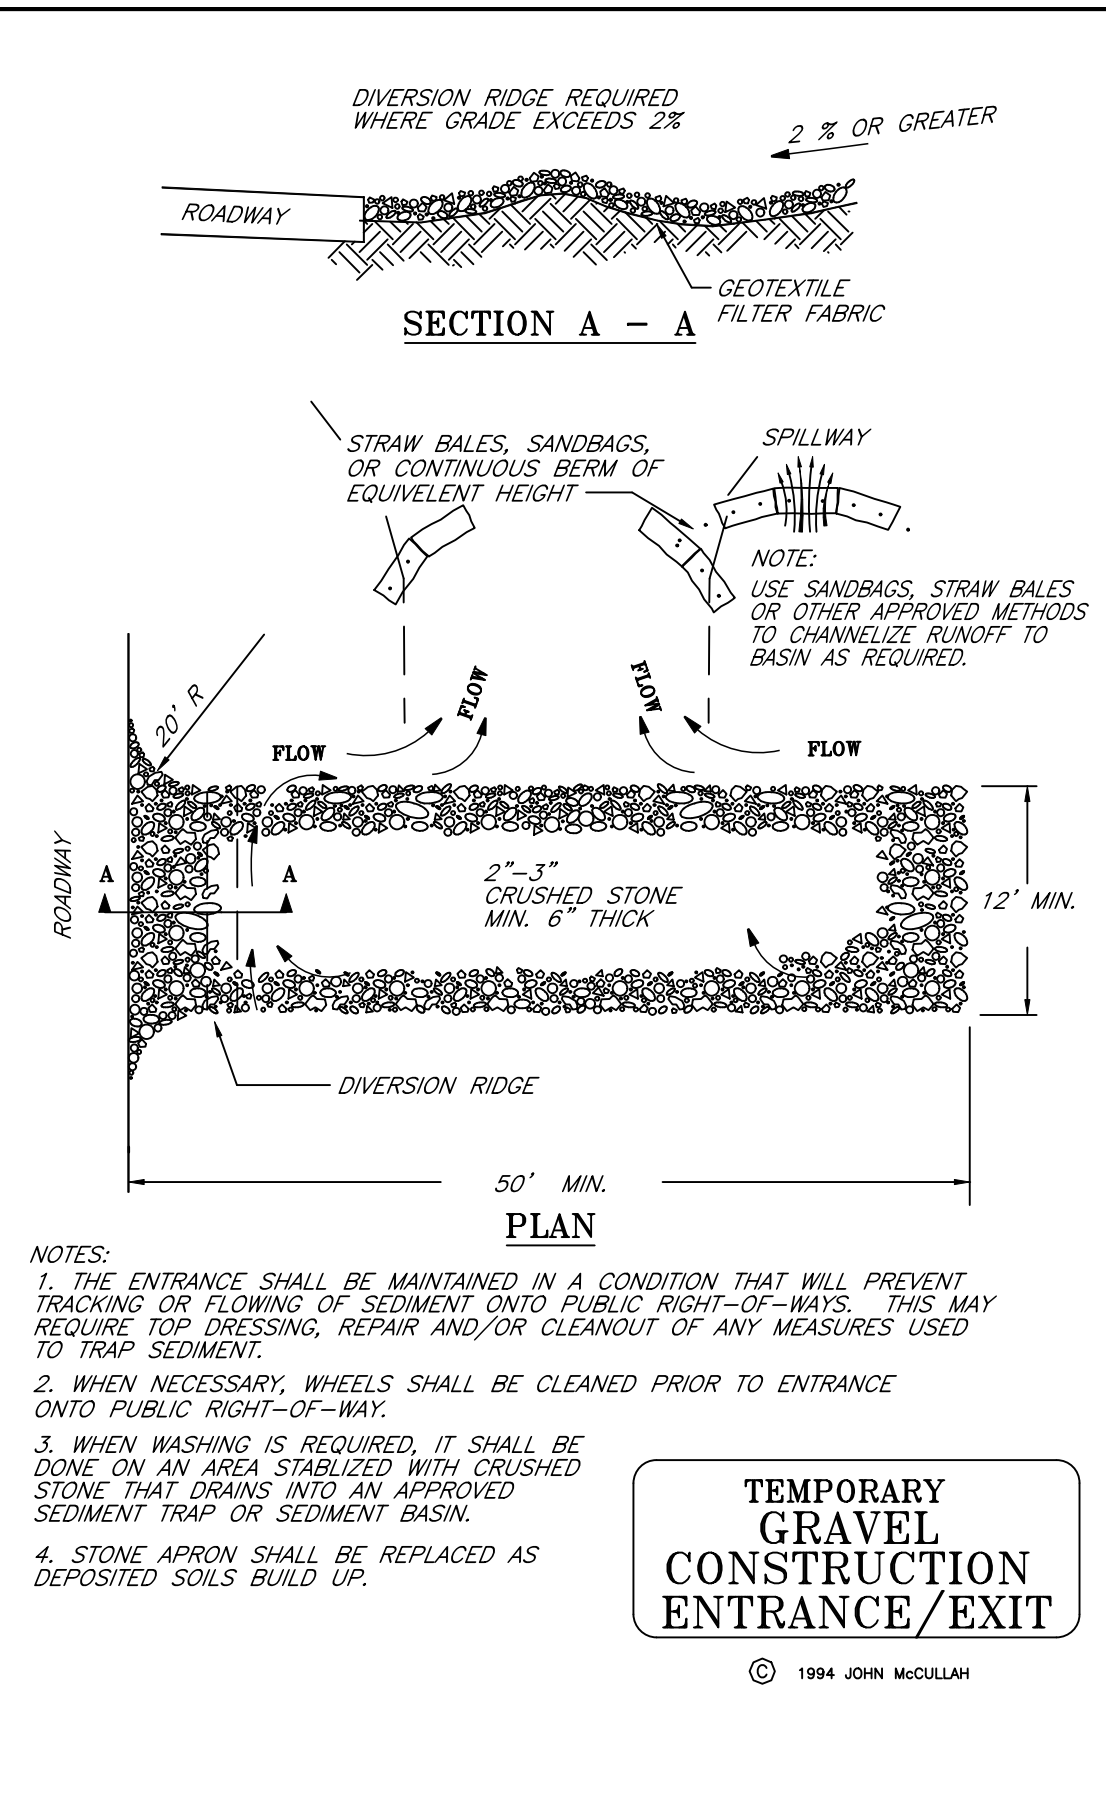 DIVERSION RIDGE REQUIRED
WHERE GRADE EXCEEDS 2%
2 % OR GREATER
ROADWAY
GEOTEXTILE
FILTER FABRIC
SECTION A – A
STRAW BALES, SANDBAGS,
OR CONTINUOUS BERM OF
EQUIVELENT HEIGHT
SPILLWAY
NOTE:
USE SANDBAGS, STRAW BALES
OR OTHER APPROVED METHODS
TO CHANNELIZE RUNOFF TO
BASIN AS REQUIRED.
20' R
FLOW
FLOW
FLOW
FLOW
ROADWAY
A
A
2"–3"
CRUSHED STONE
MIN. 6" THICK
12' MIN.
DIVERSION RIDGE
50' MIN.
PLAN
NOTES:
1. THE ENTRANCE SHALL BE MAINTAINED IN A CONDITION THAT WILL PREVENT
TRACKING OR FLOWING OF SEDIMENT ONTO PUBLIC RIGHT–OF–WAYS. THIS MAY
REQUIRE TOP DRESSING, REPAIR AND/OR CLEANOUT OF ANY MEASURES USED
TO TRAP SEDIMENT.
2. WHEN NECESSARY, WHEELS SHALL BE CLEANED PRIOR TO ENTRANCE
ONTO PUBLIC RIGHT–OF–WAY.
3. WHEN WASHING IS REQUIRED, IT SHALL BE
DONE ON AN AREA STABLIZED WITH CRUSHED
STONE THAT DRAINS INTO AN APPROVED
SEDIMENT TRAP OR SEDIMENT BASIN.
4. STONE APRON SHALL BE REPLACED AS
DEPOSITED SOILS BUILD UP.
TEMPORARY
GRAVEL
CONSTRUCTION
ENTRANCE/EXIT
© 1994 JOHN McCULLAH